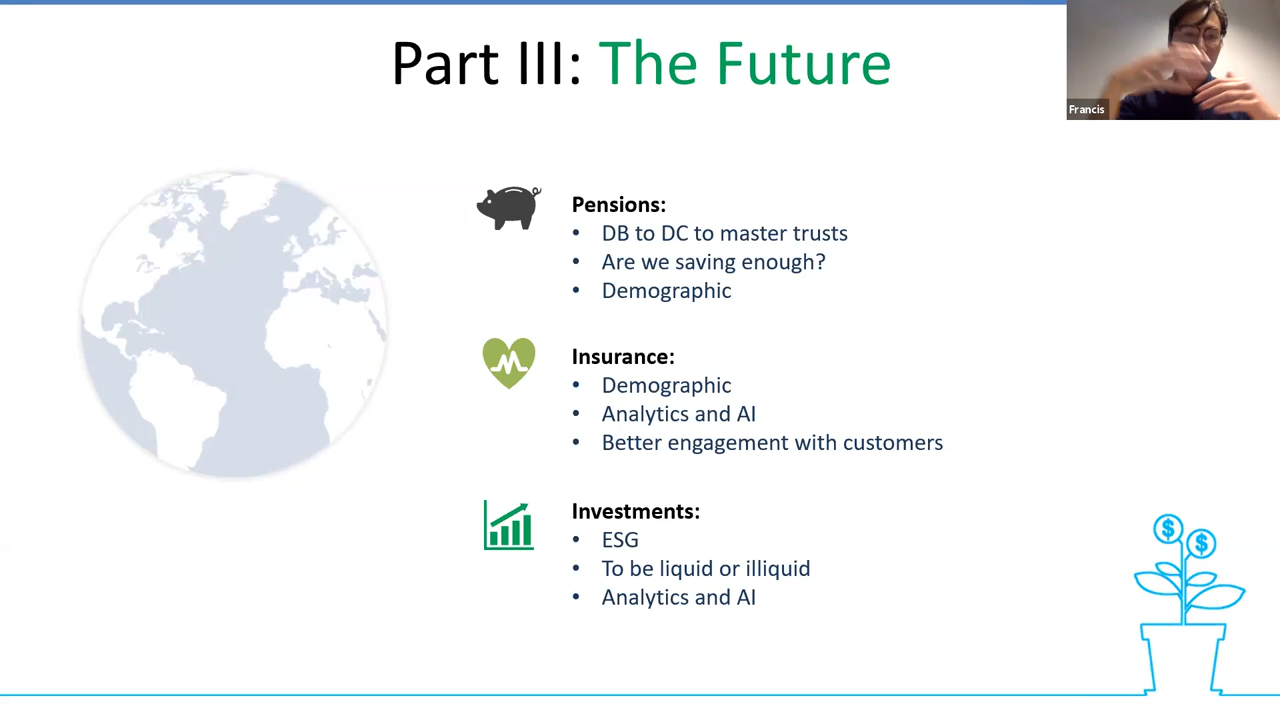 Part III: The Future
Francis
Pensions:
• DB to DC to master trusts
• Are we saving enough?
• Demographic
Insurance:
• Demographic
• Analytics and AI
• Better engagement with customers
Investments:
• ESG
• To be liquid or illiquid
• Analytics and AI
$
$